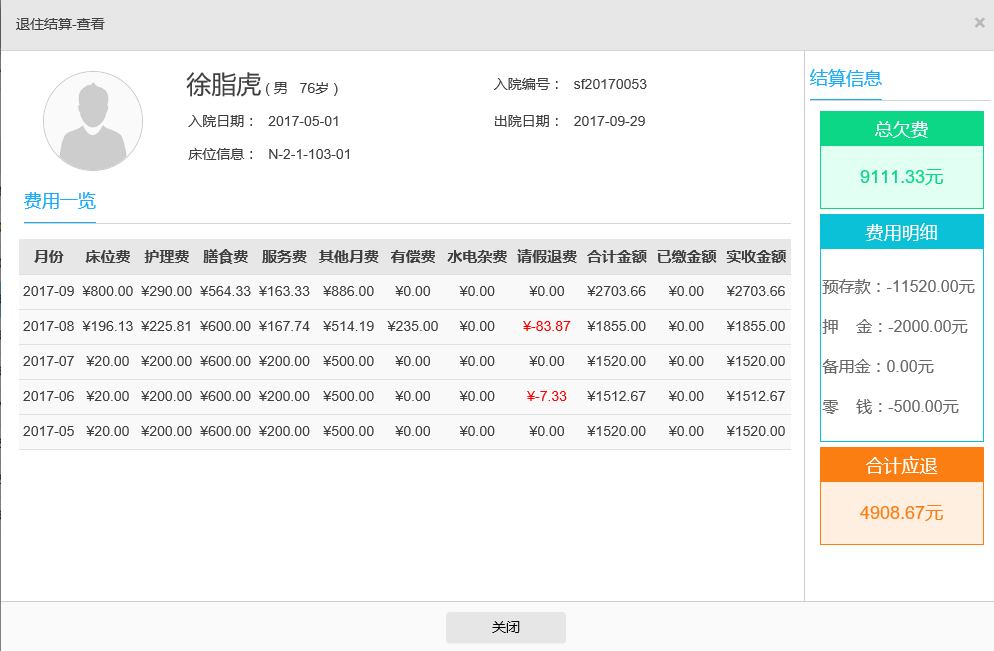 退住结算-查看
×
徐脂虎 ( 男 76岁 )
入院编号： sf20170053
入院日期： 2017-05-01
出院日期： 2017-09-29
床位信息： N-2-1-103-01
费用一览
月份 床位费 护理费 膳食费 服务费 其他月费 有偿费 水电杂费 请假退费 合计金额 已缴金额 实收金额
2017-09 ¥800.00 ¥290.00 ¥564.33 ¥163.33 ¥886.00 ¥0.00 ¥0.00 ¥0.00 ¥2703.66 ¥0.00 ¥2703.66
2017-08 ¥196.13 ¥225.81 ¥600.00 ¥167.74 ¥514.19 ¥235.00 ¥0.00 ¥-83.87 ¥1855.00 ¥0.00 ¥1855.00
2017-07 ¥20.00 ¥200.00 ¥600.00 ¥200.00 ¥500.00 ¥0.00 ¥0.00 ¥0.00 ¥1520.00 ¥0.00 ¥1520.00
2017-06 ¥20.00 ¥200.00 ¥600.00 ¥200.00 ¥500.00 ¥0.00 ¥0.00 ¥-7.33 ¥1512.67 ¥0.00 ¥1512.67
2017-05 ¥20.00 ¥200.00 ¥600.00 ¥200.00 ¥500.00 ¥0.00 ¥0.00 ¥0.00 ¥1520.00 ¥0.00 ¥1520.00
结算信息
总欠费
9111.33元
费用明细
预存款：-11520.00元
押 金：-2000.00元
备用金：0.00元
零 钱：-500.00元
合计应退
4908.67元
关闭